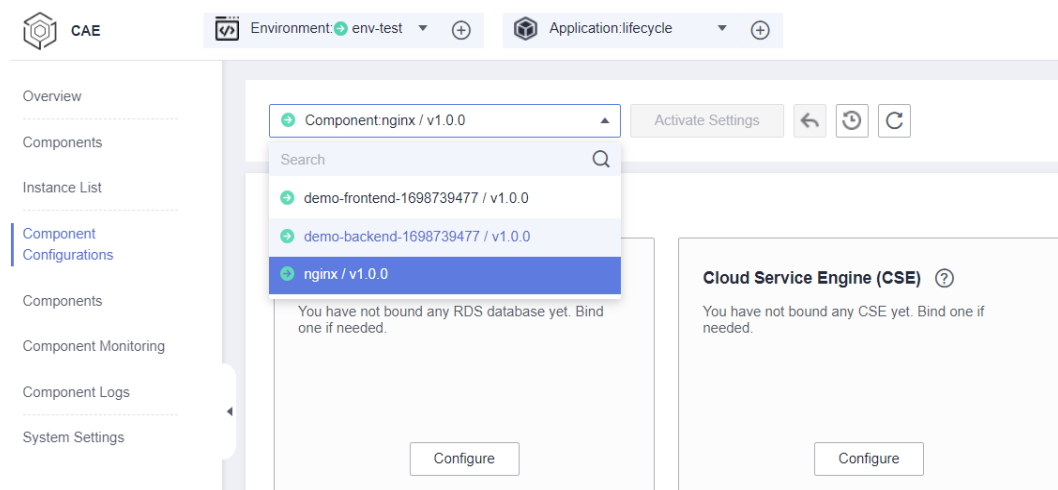 CAE
Environment: env-test
Application:lifecycle
Overview
Components
Instance List
Component
Configurations
Components
Component Monitoring
Component Logs
System Settings
Component:nginx / v1.0.0
Activate Settings
Search
demo-frontend-1698739477 / v1.0.0
demo-backend-1698739477 / v1.0.0
nginx / v1.0.0
You have not bound any RDS database yet. Bind
one if needed.
Configure
Cloud Service Engine (CSE)
You have not bound any CSE yet. Bind one if
needed.
Configure